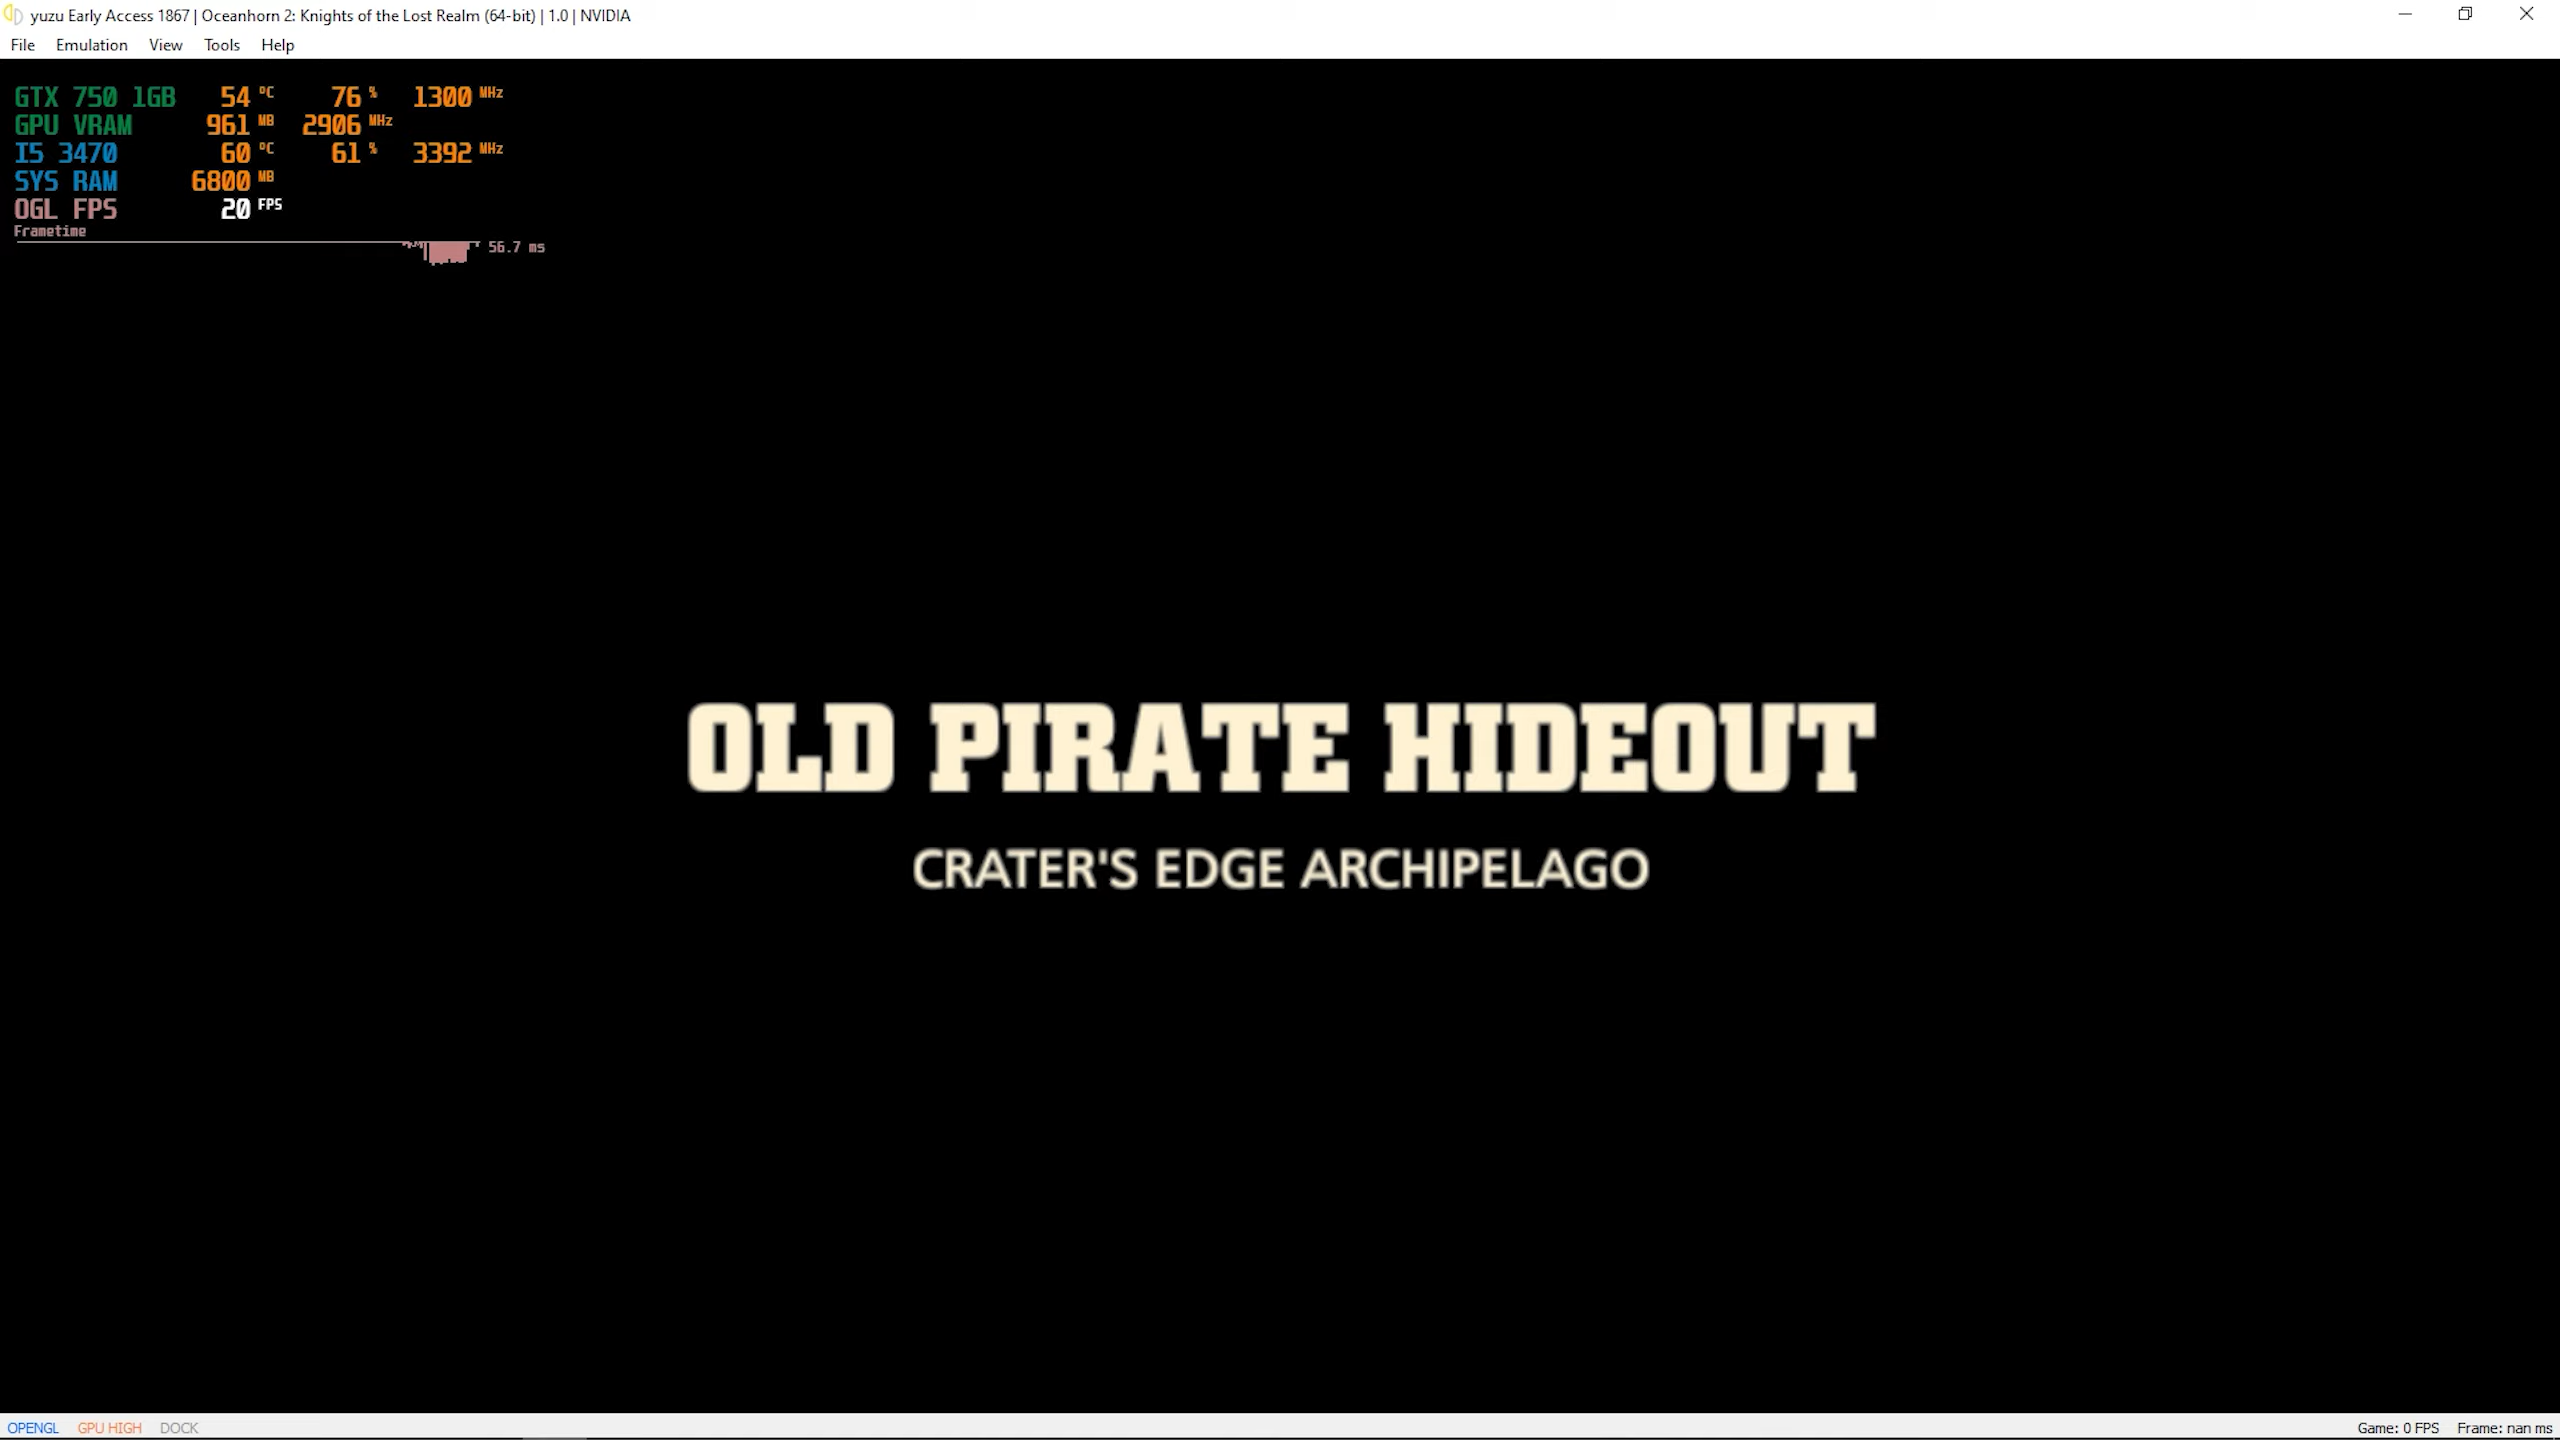 yuzu Early Access 1867 | Oceanhorn 2: Knights of the Lost Realm (64-bit) | 1.0 | NVIDIA
File Emulation View Tools Help
GTX 750 1GB 54 °C 76 % 1300 MHz
GPU VRAM 961 MB 2906 MHz
I5 3470 60 °C 61 % 3392 MHz
SYS RAM 6800 MB
OGL FPS 20 FPS
Frametime
56.7 ms
OLD PIRATE HIDEOUT
CRATER'S EDGE ARCHIPELAGO
OPENGL GPU HIGH DOCK Game: 0 FPS Frame: nan ms